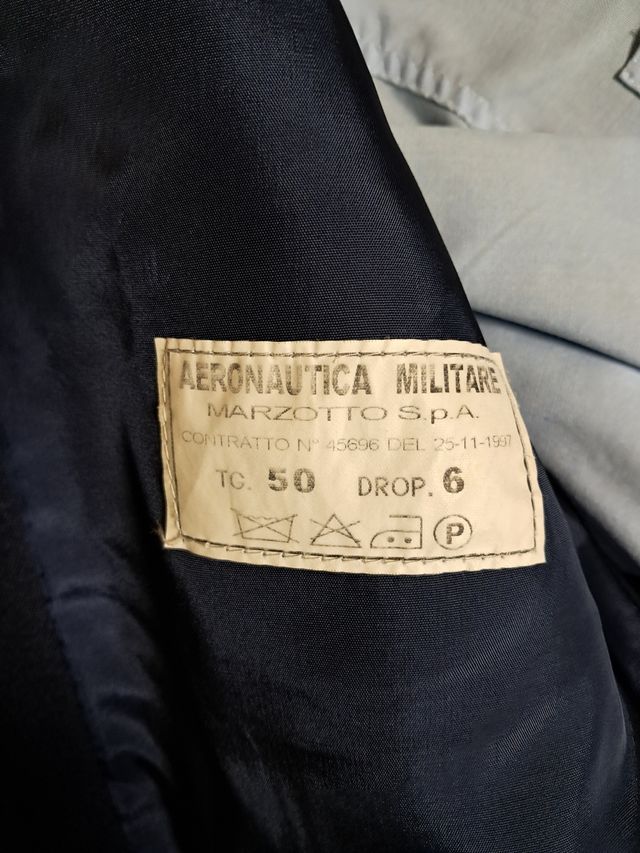 AERONAUTICA MILITARE
MARZOTTO S.p.A.
CONTRATTO N° 45696 DEL 25-11-1997
TG. 50 DROP. 6
P